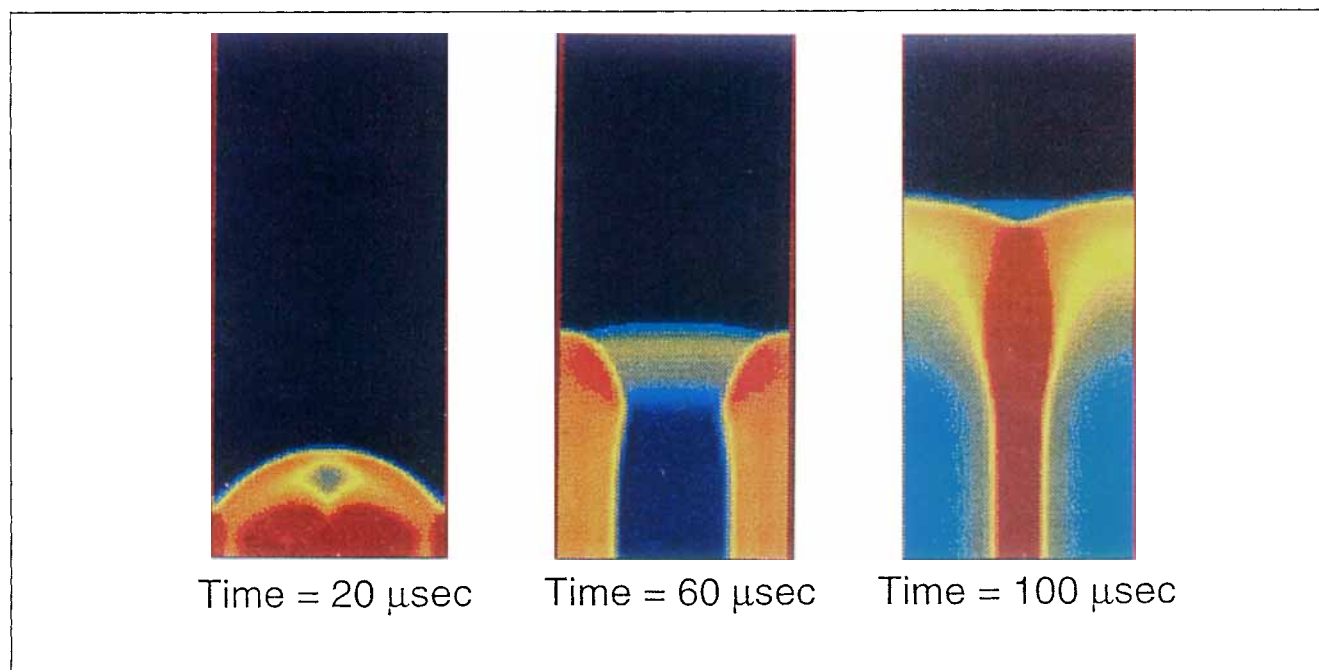 Time = 20 μsec
Time = 60 μsec
Time = 100 μsec